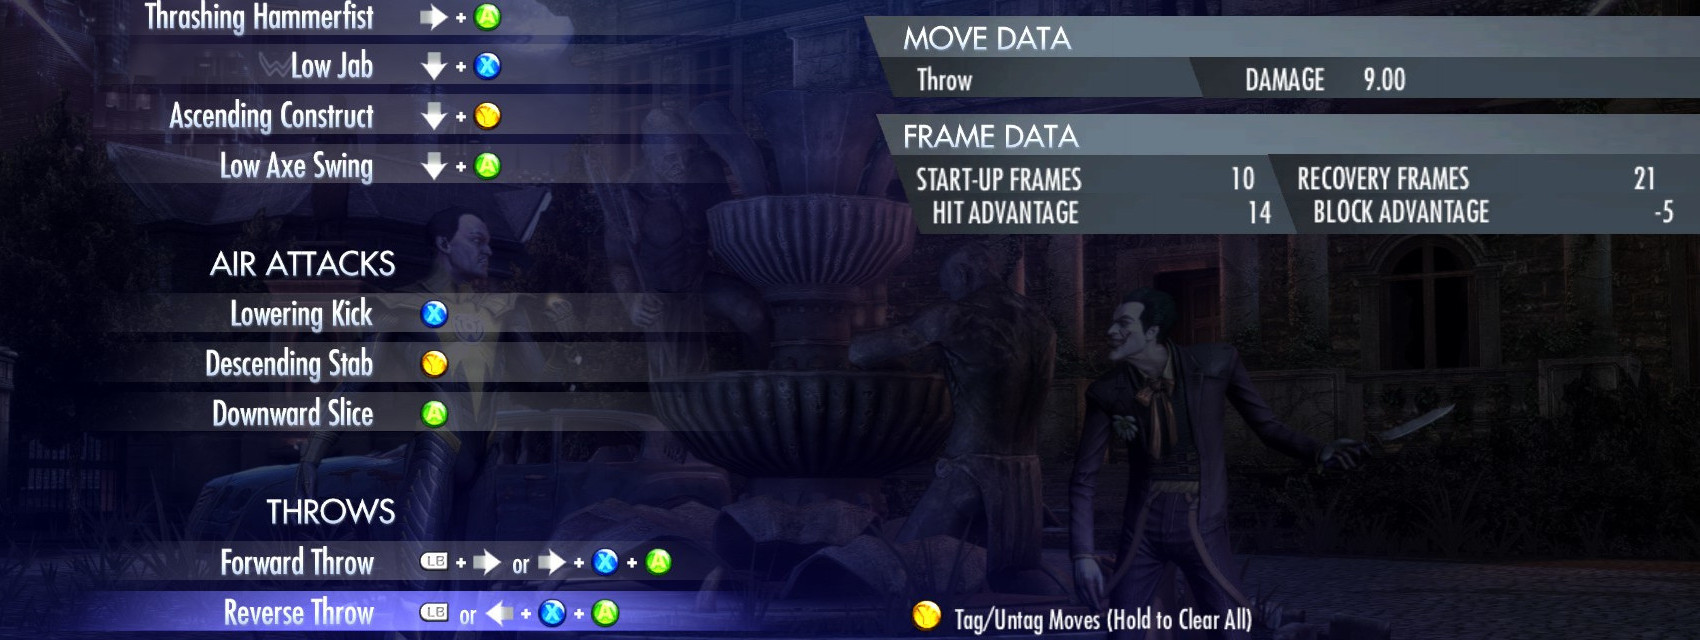 Thrashing Hammerfist + A
Low Jab + X
Ascending Construct + Y
Low Axe Swing + A
AIR ATTACKS
Lowering Kick X
Descending Stab Y
Downward Slice A
THROWS
Forward Throw LB + or + X + A
Reverse Throw LB or + X + A
MOVE DATA
Throw DAMAGE 9.00
FRAME DATA
START-UP FRAMES 10 RECOVERY FRAMES 21
HIT ADVANTAGE 14 BLOCK ADVANTAGE -5
Y Tag/Untag Moves (Hold to Clear All)